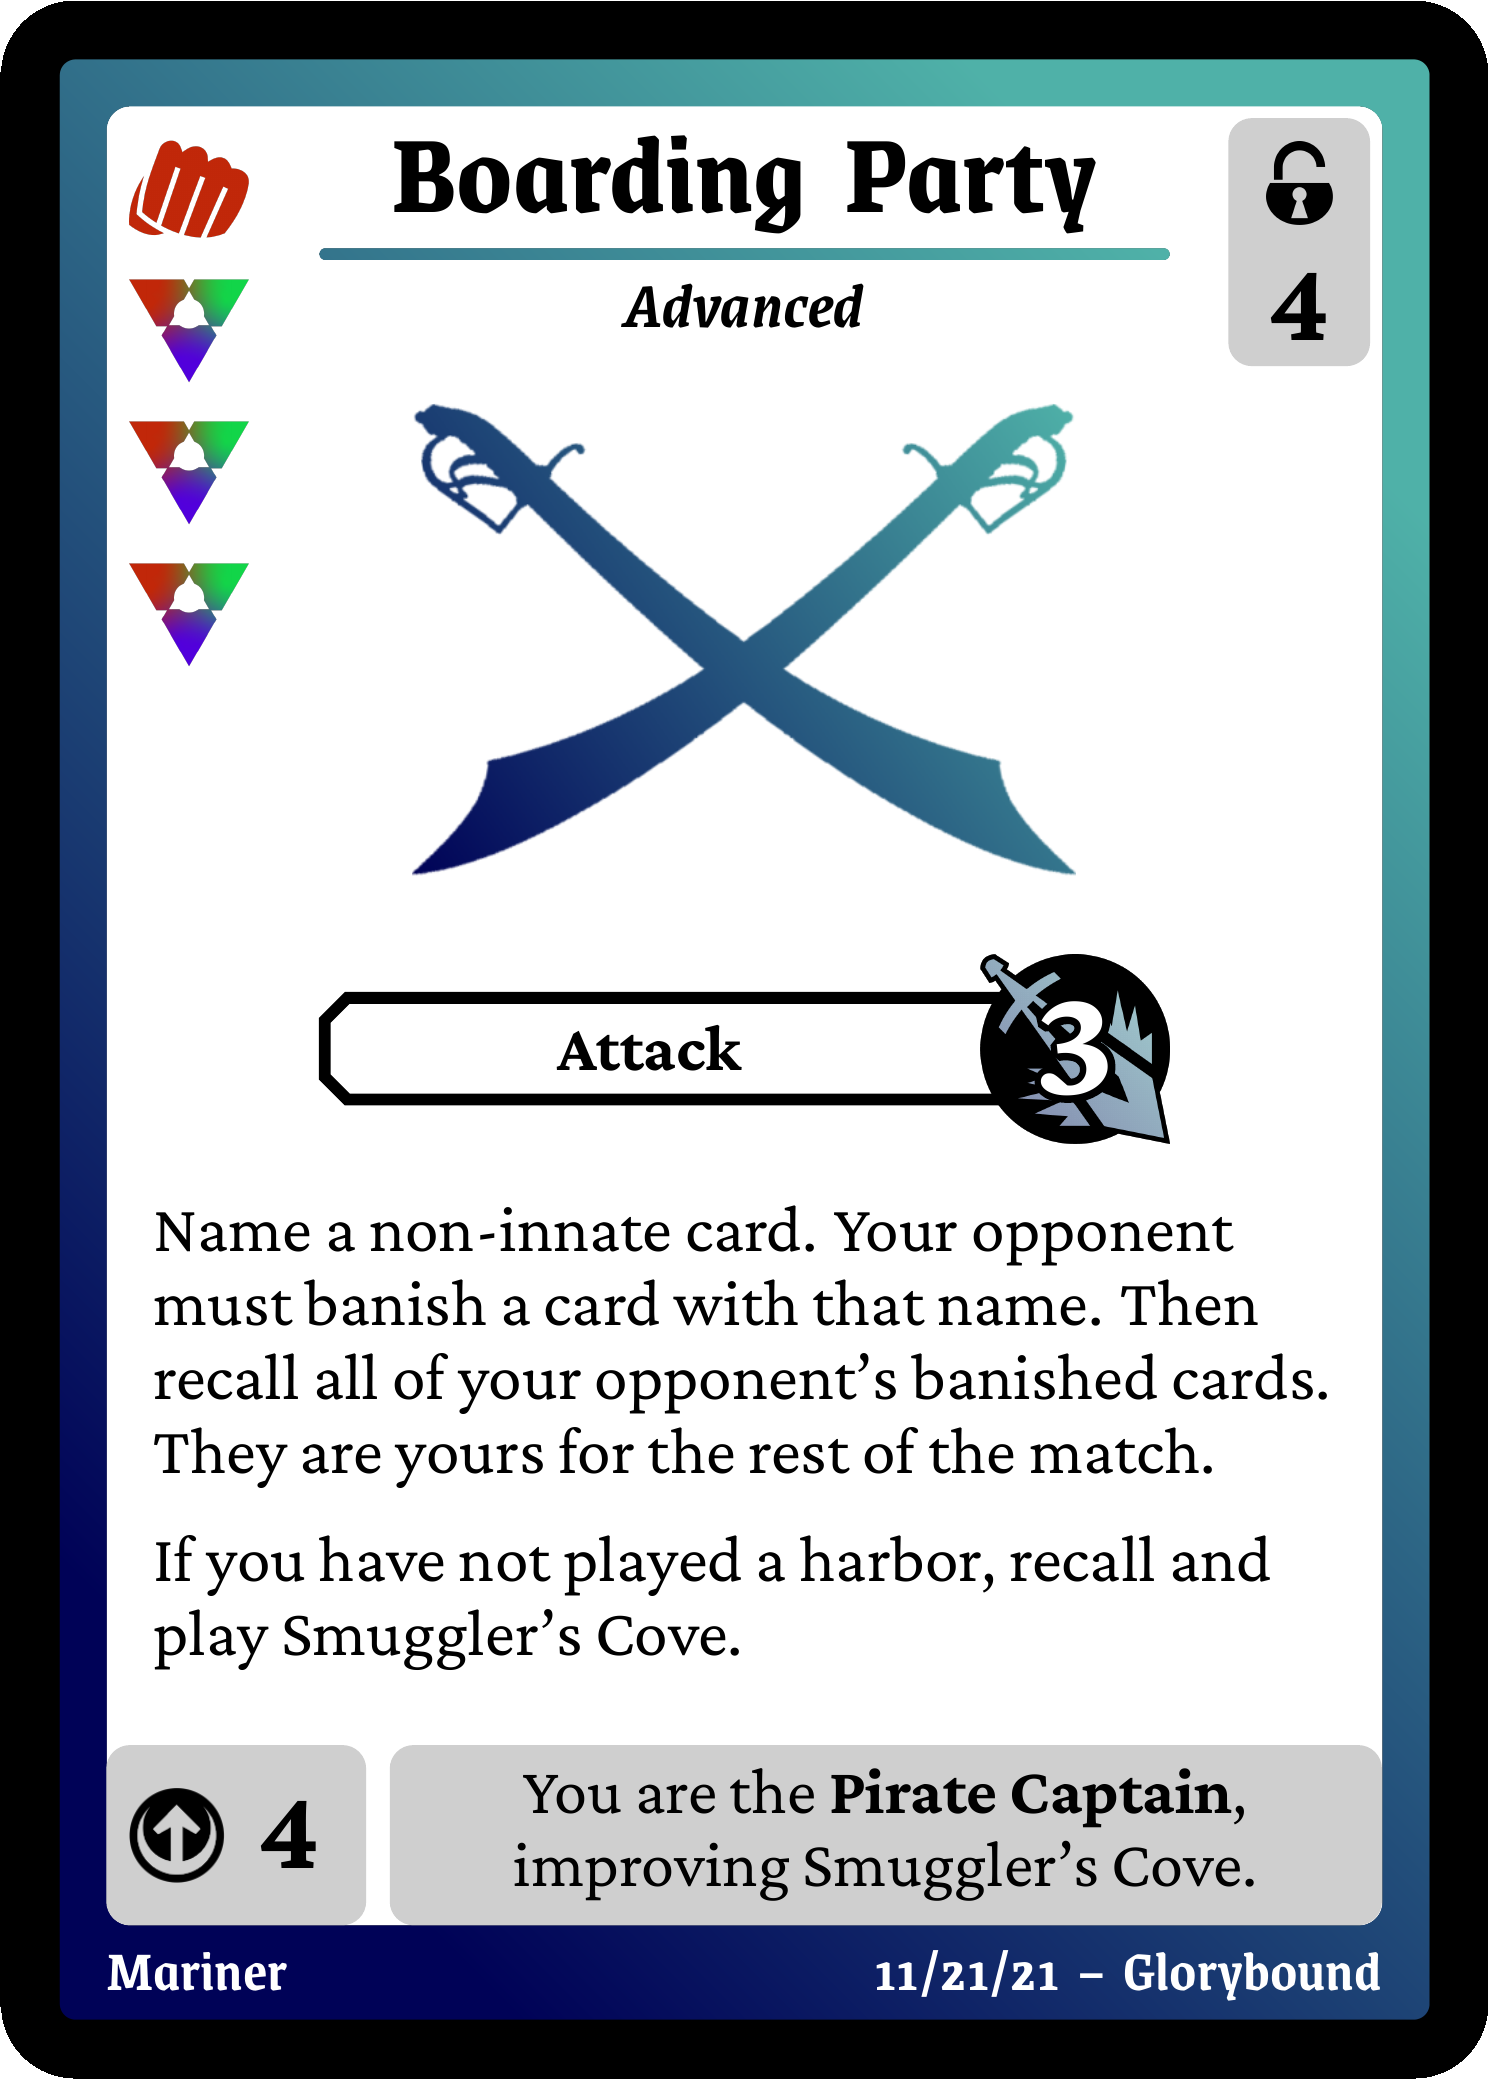 Boarding Party
4
Advanced
Attack
3
Name a non-innate card. Your opponent
must banish a card with that name. Then
recall all of your opponent’s banished cards.
They are yours for the rest of the match.
If you have not played a harbor, recall and
play Smuggler’s Cove.
4
You are the Pirate Captain,
improving Smuggler’s Cove.
Mariner
11/21/21 – Glorybound